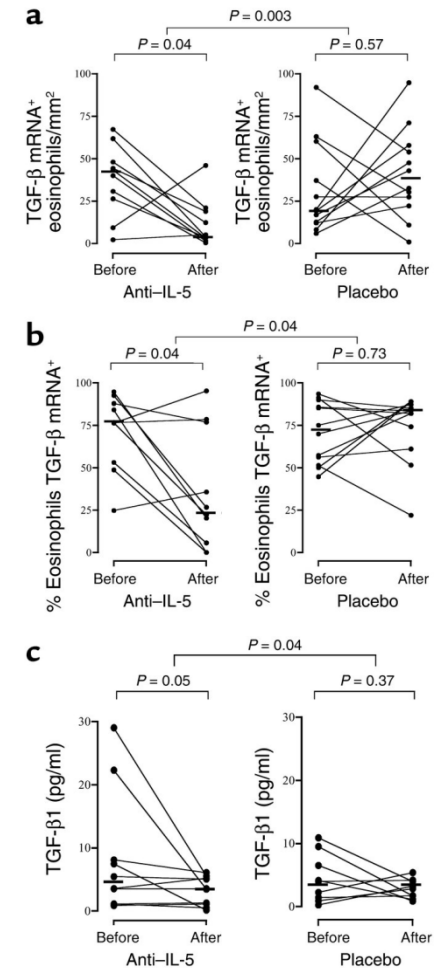 a
P = 0.003
P = 0.04
P = 0.57
TGF-β mRNA⁺
eosinophils/mm²
100
75
50
25
0
Before
After
Anti–IL-5
TGF-β mRNA⁺
eosinophils/mm²
100
75
50
25
0
Before
After
Placebo
b
P = 0.04
P = 0.04
P = 0.73
% Eosinophils TGF-β mRNA⁺
100
75
50
25
0
Before
After
Anti–IL-5
% Eosinophils TGF-β mRNA⁺
100
75
50
25
0
Before
After
Placebo
c
P = 0.04
P = 0.05
P = 0.37
TGF-β1 (pg/ml)
30
20
10
0
Before
After
Anti–IL-5
TGF-β1 (pg/ml)
30
20
10
0
Before
After
Placebo